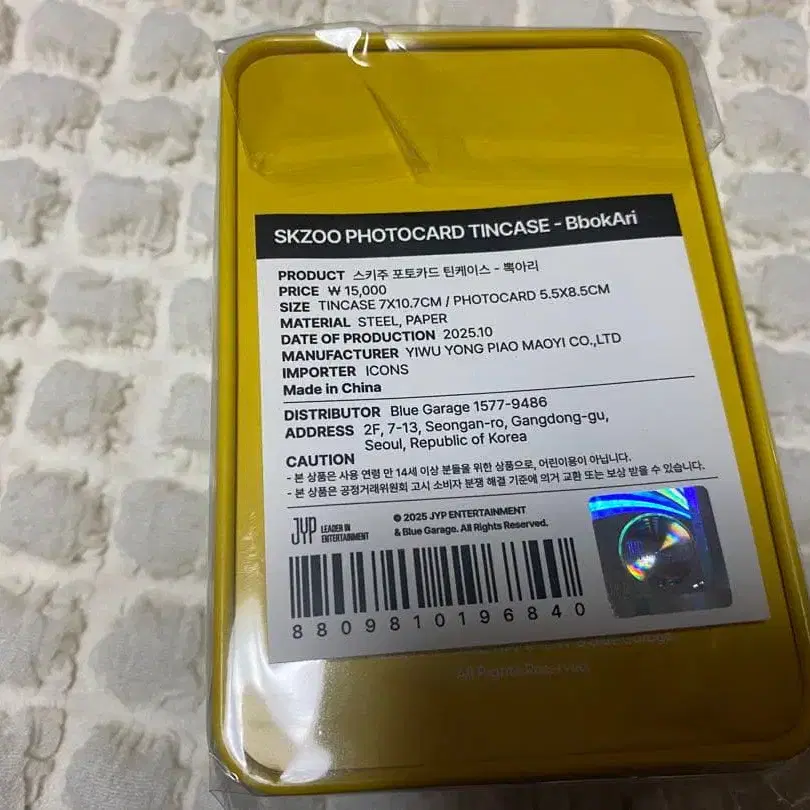 SKZOO PHOTOCARD TINCASE - BbokAri
PRODUCT 스키주 포토카드 틴케이스 - 뽁아리
PRICE ₩ 15,000
SIZE TINCASE 7X10.7CM / PHOTOCARD 5.5X8.5CM
MATERIAL STEEL, PAPER
DATE OF PRODUCTION 2025.10
MANUFACTURER YIWU YONG PIAO MAOYI CO.,LTD
IMPORTER ICONS
Made in China
DISTRIBUTOR Blue Garage 1577-9486
ADDRESS 2F, 7-13, Seongan-ro, Gangdong-gu,
Seoul, Republic of Korea
CAUTION
- 본 상품은 사용 연령 만 14세 이상 분들을 위한 상품으로, 어린이용이 아닙니다.
- 본 상품은 공정거래위원회 고시 소비자 분쟁 해결 기준에 의거 교환 또는 보상 받을 수 있습니다.
JYP LEADER IN
ENTERTAINMENT
© 2025 JYP ENTERTAINMENT
& Blue Garage. All Rights Reserved.
8809810196840
All Rights Reserved.